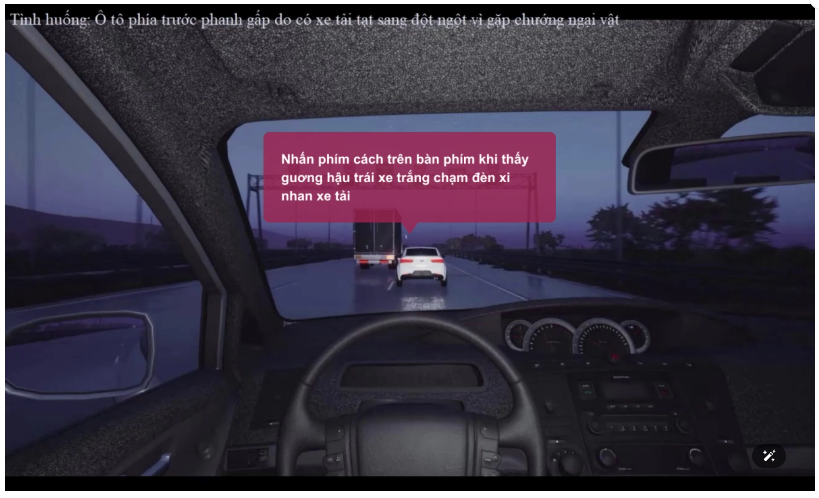 Tình huống: Ô tô phía trước phanh gấp do có xe tải tạt sang đột ngột vì gặp chướng ngại vật
Nhấn phím cách trên bàn phím khi thấy
gương hậu trái xe trắng chạm đèn xi
nhan xe tải